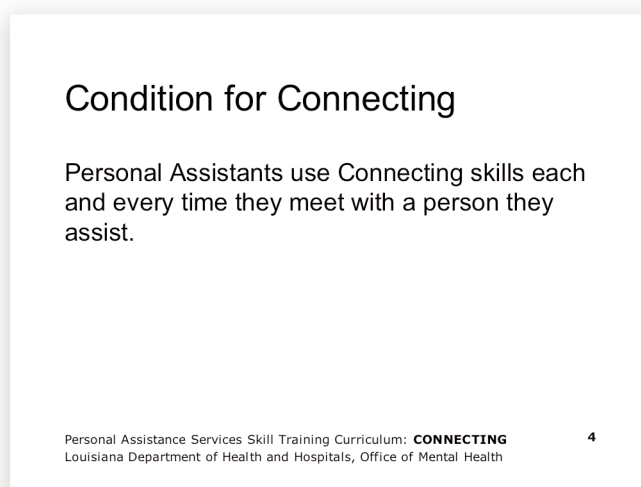 Condition for Connecting
Personal Assistants use Connecting skills each
and every time they meet with a person they
assist.
Personal Assistance Services Skill Training Curriculum: CONNECTING 4
Louisiana Department of Health and Hospitals, Office of Mental Health